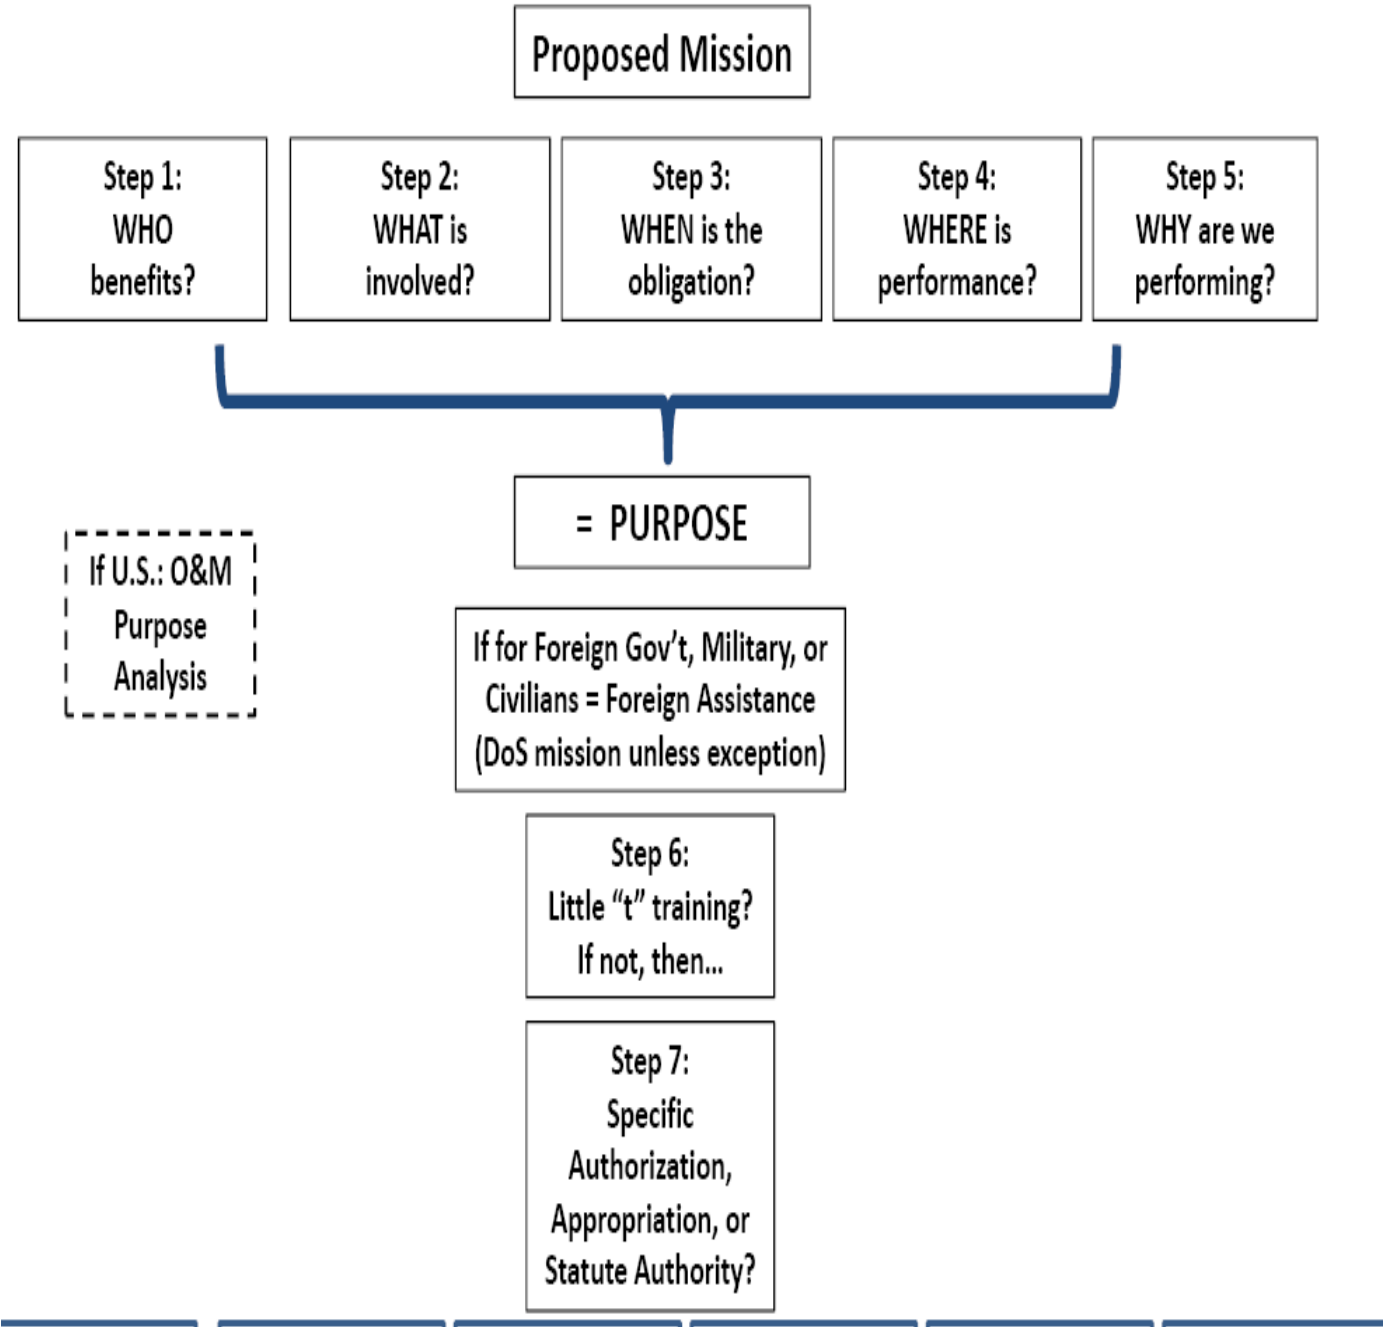 Proposed Mission
Step 1:
WHO
benefits?
Step 2:
WHAT is
involved?
Step 3:
WHEN is the
obligation?
Step 4:
WHERE is
performance?
Step 5:
WHY are we
performing?
= PURPOSE
If U.S.: O&M
Purpose
Analysis
If for Foreign Gov’t, Military, or
Civilians = Foreign Assistance
(DoS mission unless exception)
Step 6:
Little “t” training?
If not, then...
Step 7:
Specific
Authorization,
Appropriation, or
Statute Authority?